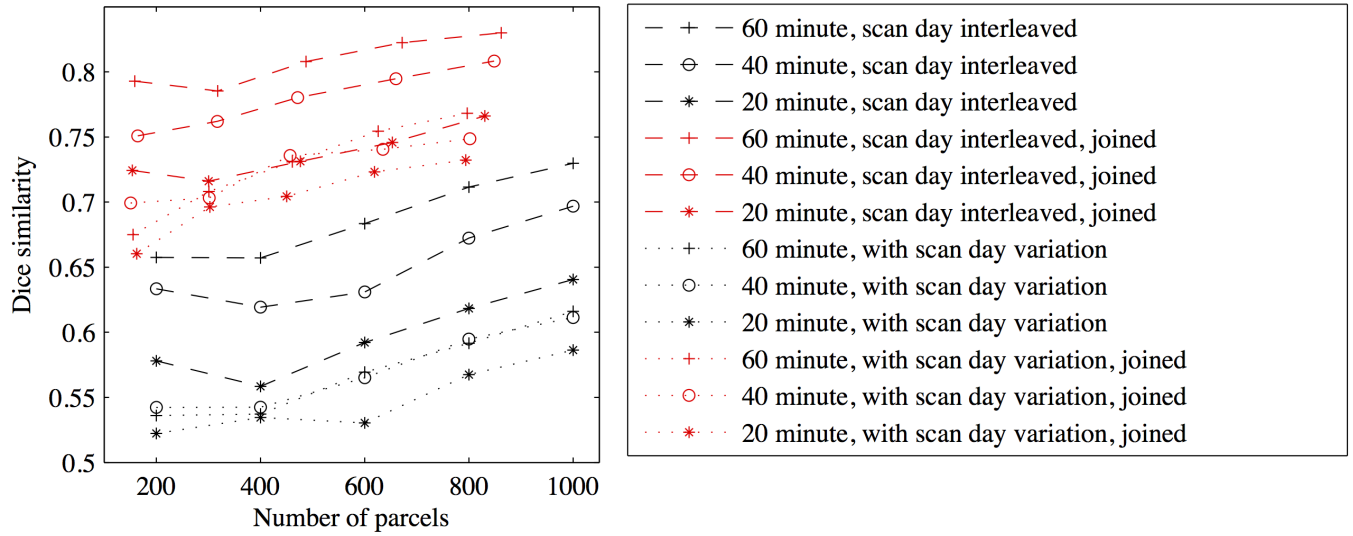 0.8
0.75
0.7
0.65
0.6
0.55
0.5
Dice similarity
200 400 600 800 1000
Number of parcels
60 minute, scan day interleaved
40 minute, scan day interleaved
20 minute, scan day interleaved
60 minute, scan day interleaved, joined
40 minute, scan day interleaved, joined
20 minute, scan day interleaved, joined
60 minute, with scan day variation
40 minute, with scan day variation
20 minute, with scan day variation
60 minute, with scan day variation, joined
40 minute, with scan day variation, joined
20 minute, with scan day variation, joined